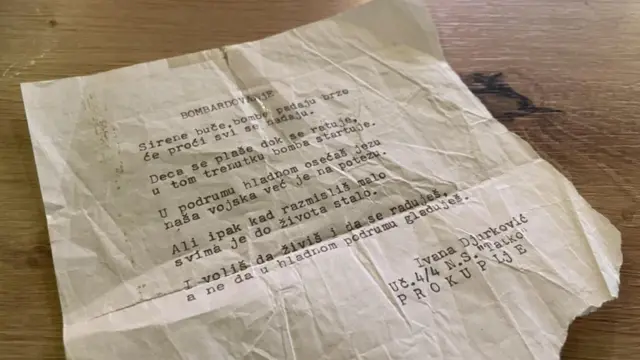 BOMBARDOVANJE
Sirene buče, bombe padaju brzo
će proći svi se nadaju.
Deca se plaše dok se ratuje,
u tom trenutku bomba startuje.
U podrumu hladnom osećaš jezu
naša vojska već je na potezu.
Ali ipak kad razmisliš malo
svima je do života stalo.
I voliš da živiš i da se raduješ,
a ne da u hladnom podrumu gladuješ.
Ivana Djurković
Uč.4/4 N.S."Ratko
PROKUPLJE